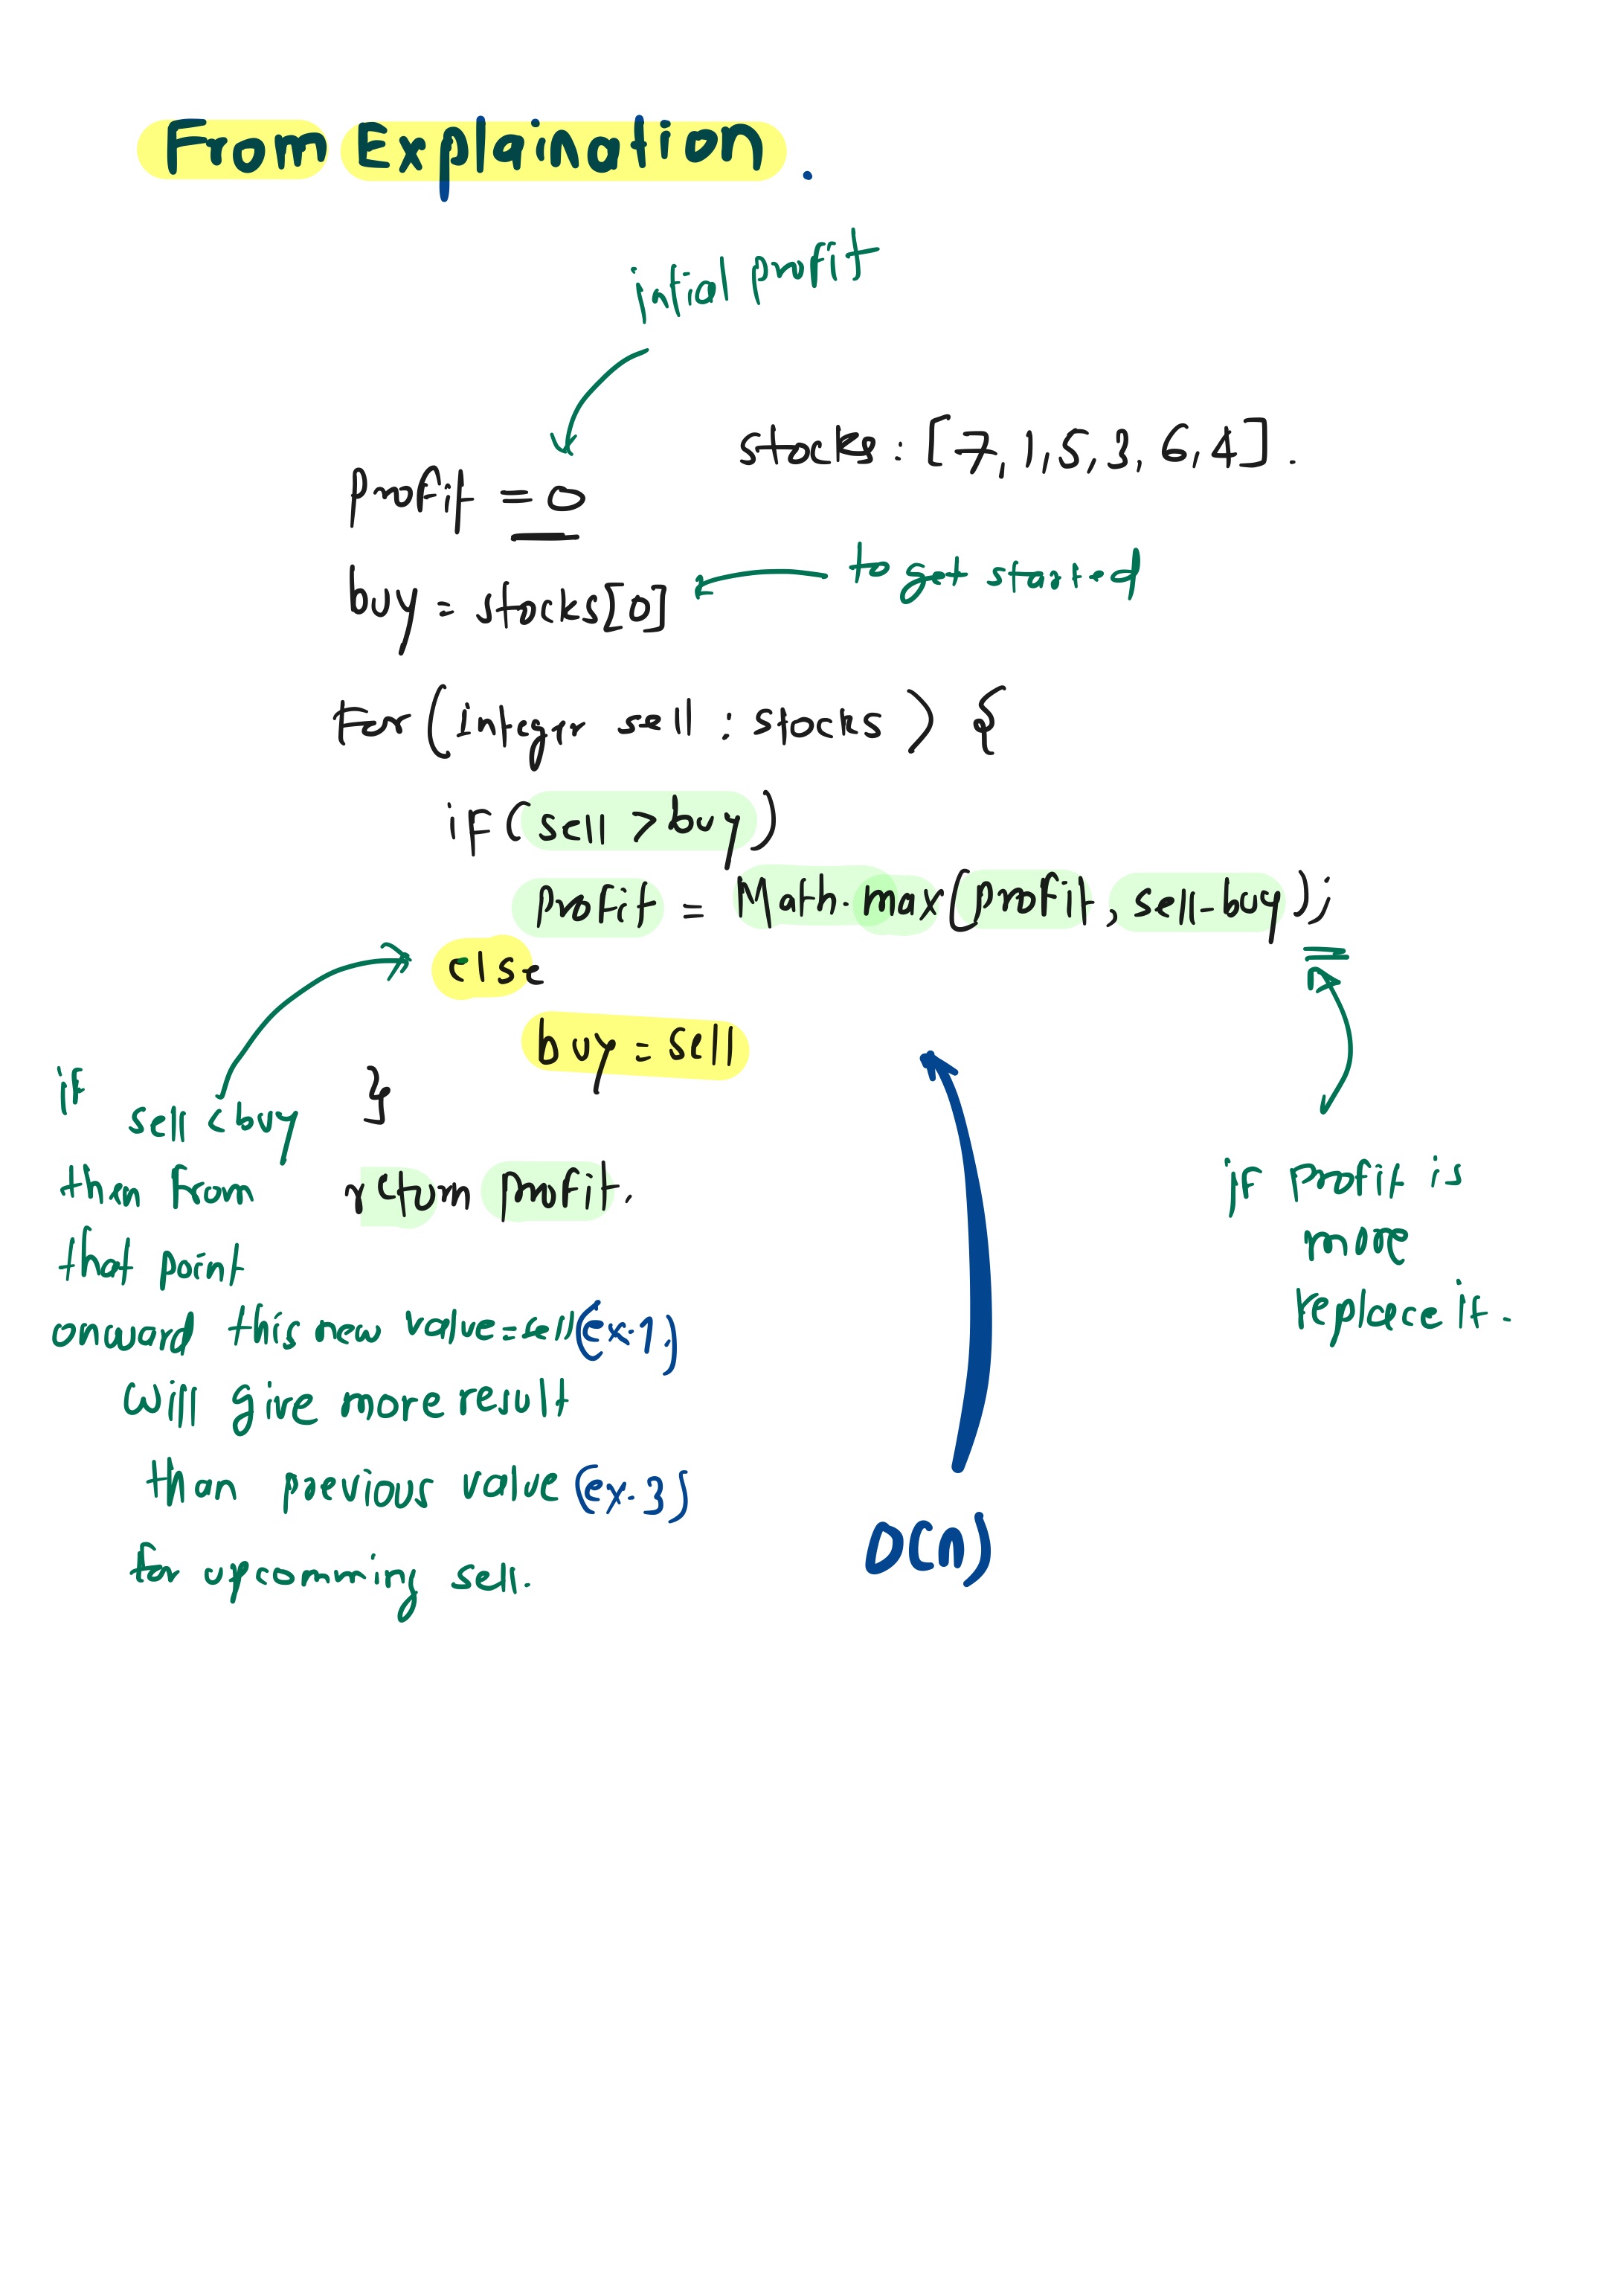 From Explaination.
intial profit
stocks : [7,1,5,3,6,4].
profit = 0
buy = stocks[0]
to get started
for(integer sell : stocks) {
if(sell > buy)
profit = Math.max(profit, sell-buy);
else
buy = sell
}
return profit.
if
sell < buy
then from
that point
onward this new value=sell(ex.1)
will give more result
than previous value (ex.3)
for upcomming sell.
if profit is
more
replace it.
O(n)